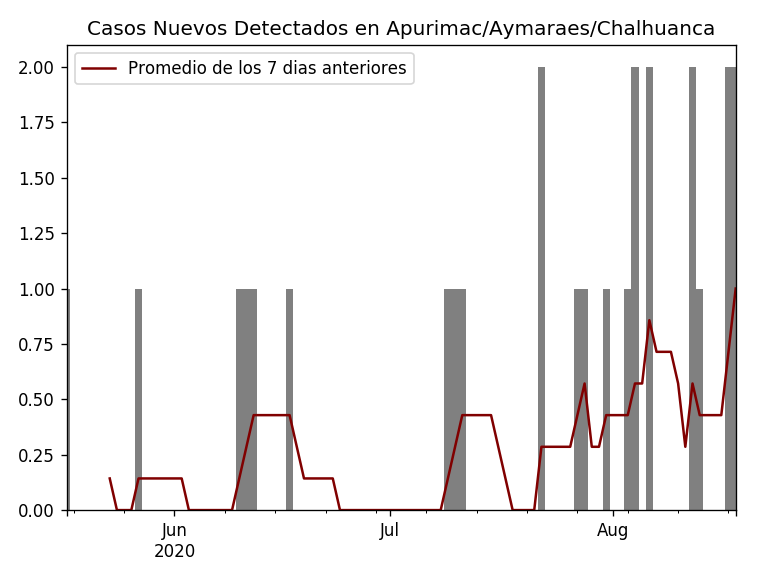 Casos Nuevos Detectados en Apurimac/Aymaraes/Chalhuanca
Promedio de los 7 dias anteriores
2.00
1.75
1.50
1.25
1.00
0.75
0.50
0.25
0.00
Jun
2020
Jul
Aug